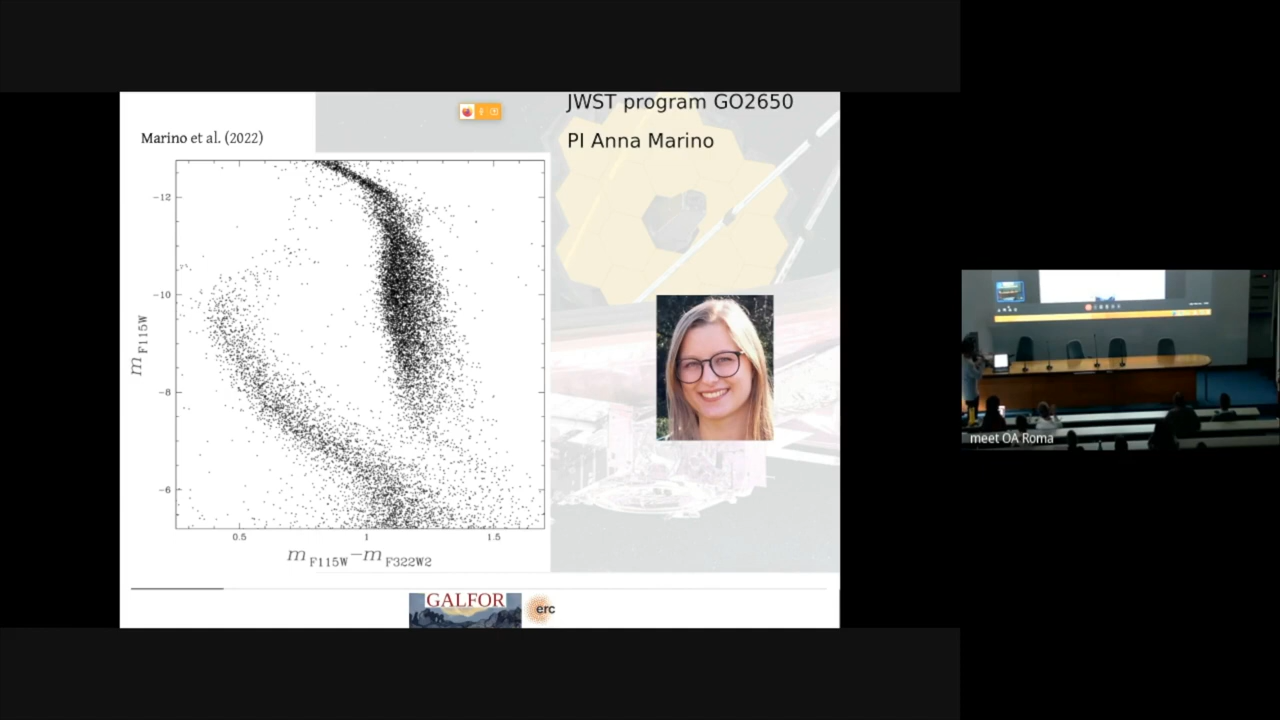 JWST program GO2650
Marino et al. (2022)
PI Anna Marino
−12
−10
−8
−6
m F115W
0.5
1
1.5
m F115W−m F322W2
GALFOR
erc
meet OA Roma